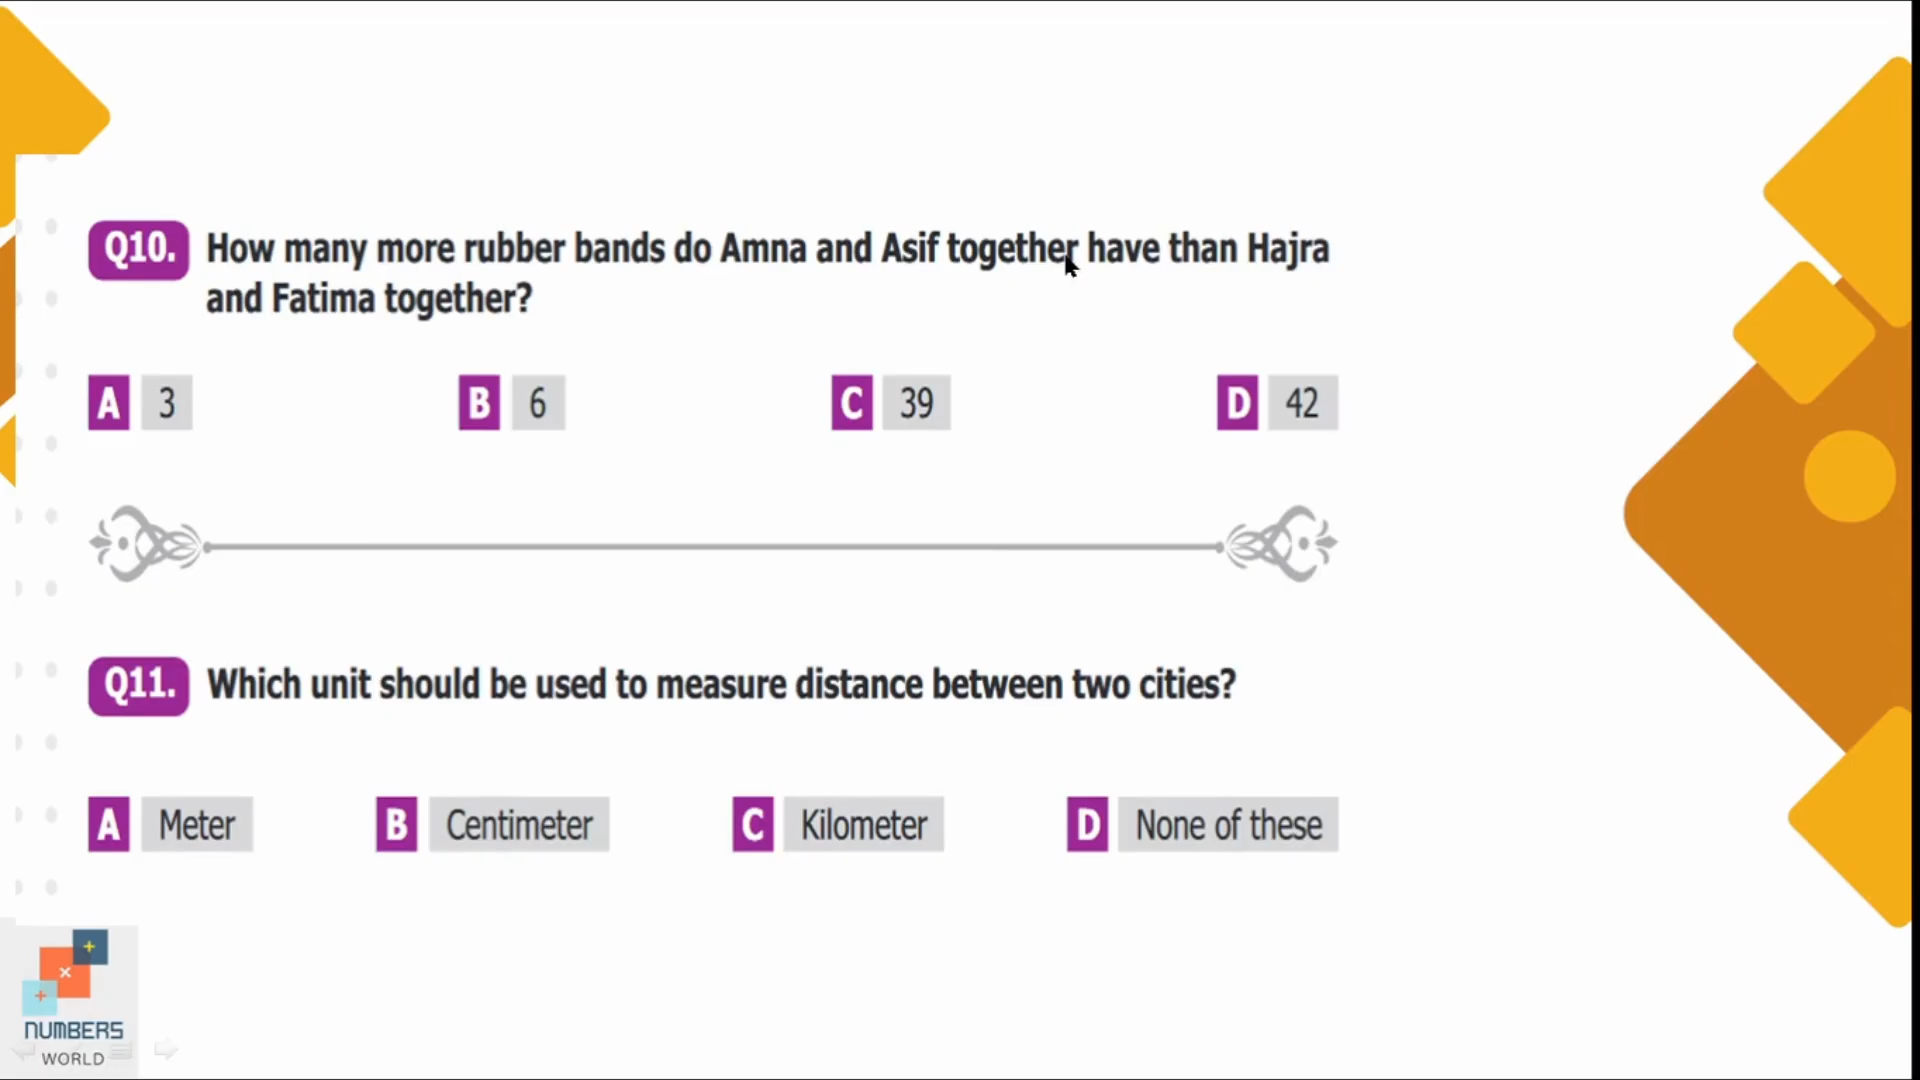 Q10. How many more rubber bands do Amna and Asif together have than Hajra
and Fatima together?
A 3 B 6 C 39 D 42
Q11. Which unit should be used to measure distance between two cities?
A Meter B Centimeter C Kilometer D None of these
+
×
+
NUMBERS
WORLD